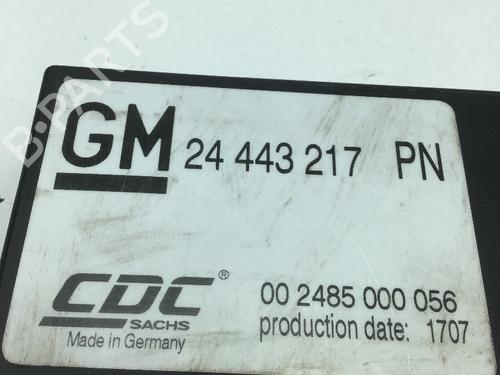 B-PARTS
GM 24 443 217 PN
CDC®
SACHS
Made in Germany
00 2485 000 056
production date: 1707